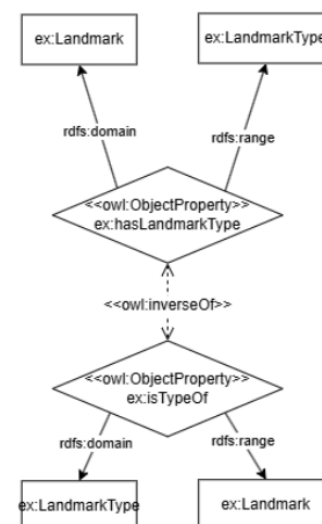 ex:Landmark
ex:LandmarkType
rdfs:domain
rdfs:range
<<owl:ObjectProperty>>
ex:hasLandmarkType
<<owl:inverseOf>>
<<owl:ObjectProperty>>
ex:isTypeOf
rdfs:domain
rdfs:range
ex:LandmarkType
ex:Landmark